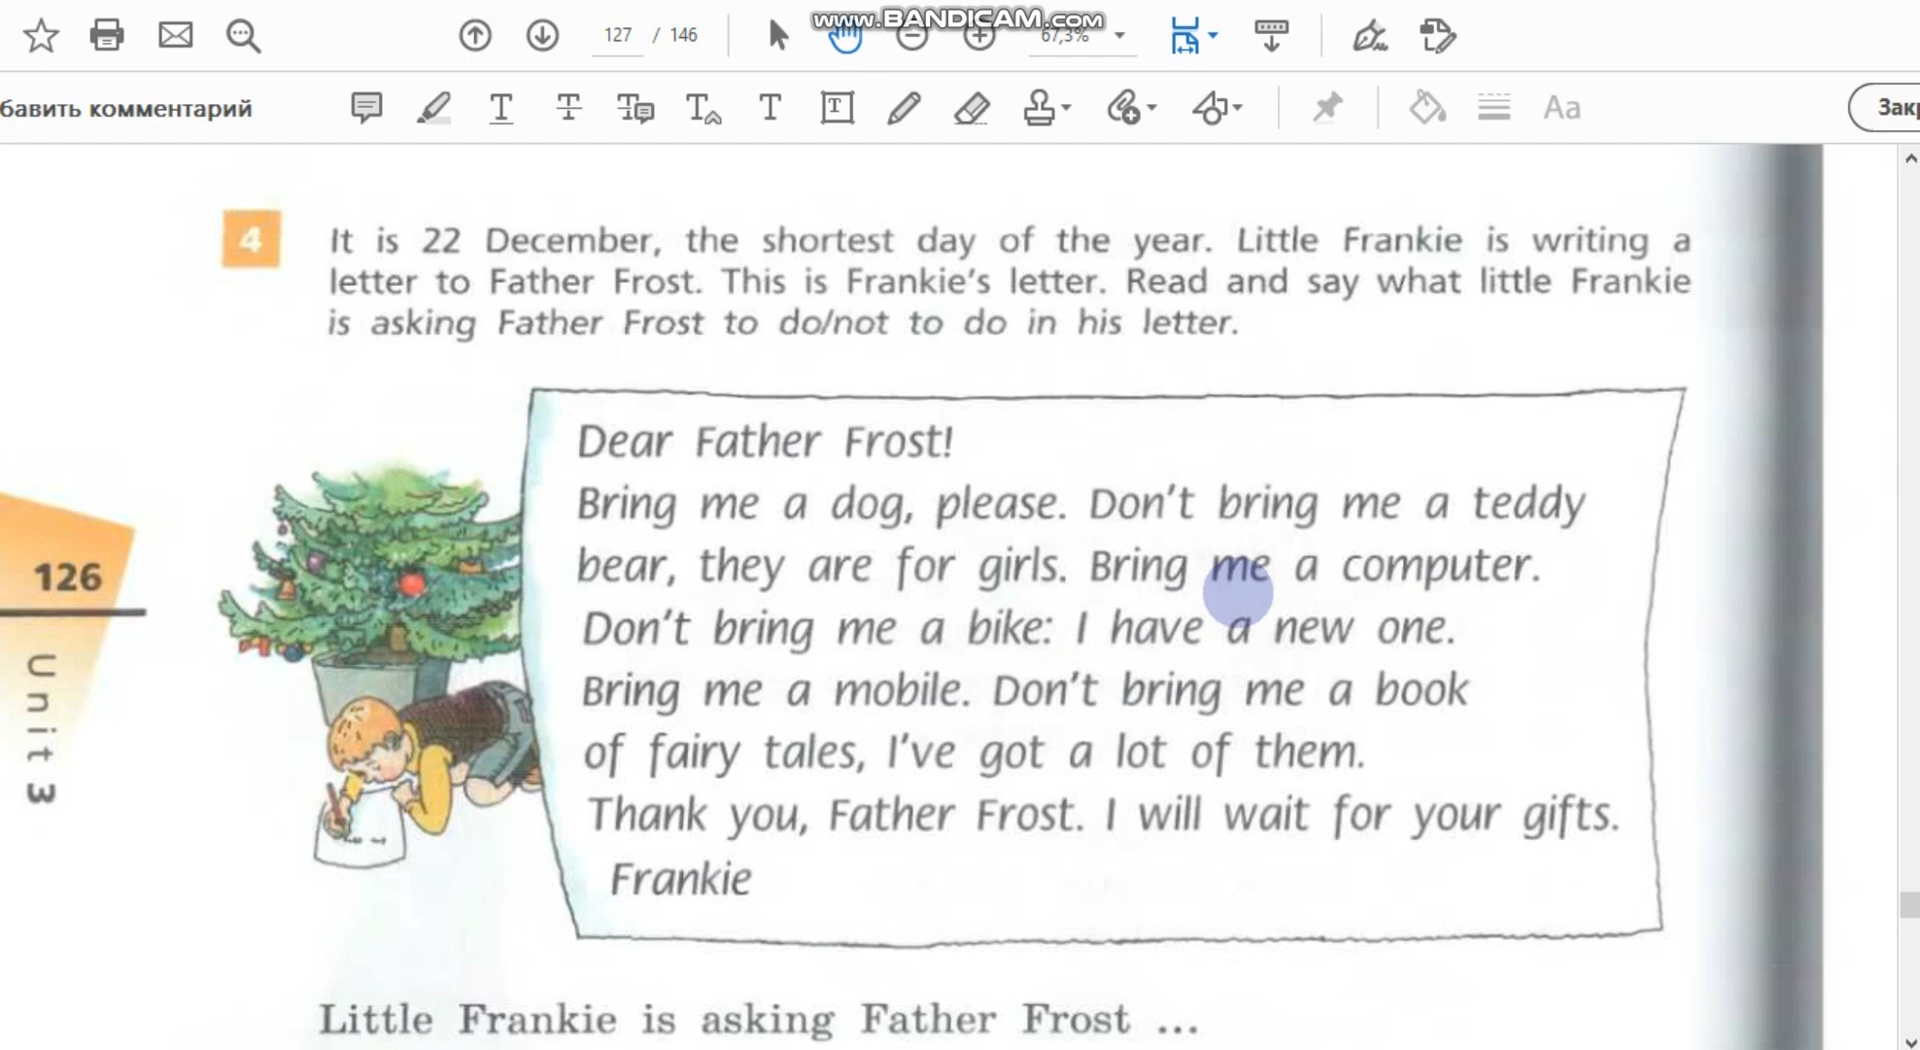 www.BANDICAM.com
127 / 146
67,3%
бавить комментарий
Aa
4
It is 22 December, the shortest day of the year. Little Frankie is writing a
letter to Father Frost. This is Frankie's letter. Read and say what little Frankie
is asking Father Frost to do/not to do in his letter.
Dear Father Frost!
Bring me a dog, please. Don't bring me a teddy
bear, they are for girls. Bring me a computer.
Don't bring me a bike: I have a new one.
Bring me a mobile. Don't bring me a book
of fairy tales, I've got a lot of them.
Thank you, Father Frost. I will wait for your gifts.
Frankie
126
Unit 3
Little Frankie is asking Father Frost ...